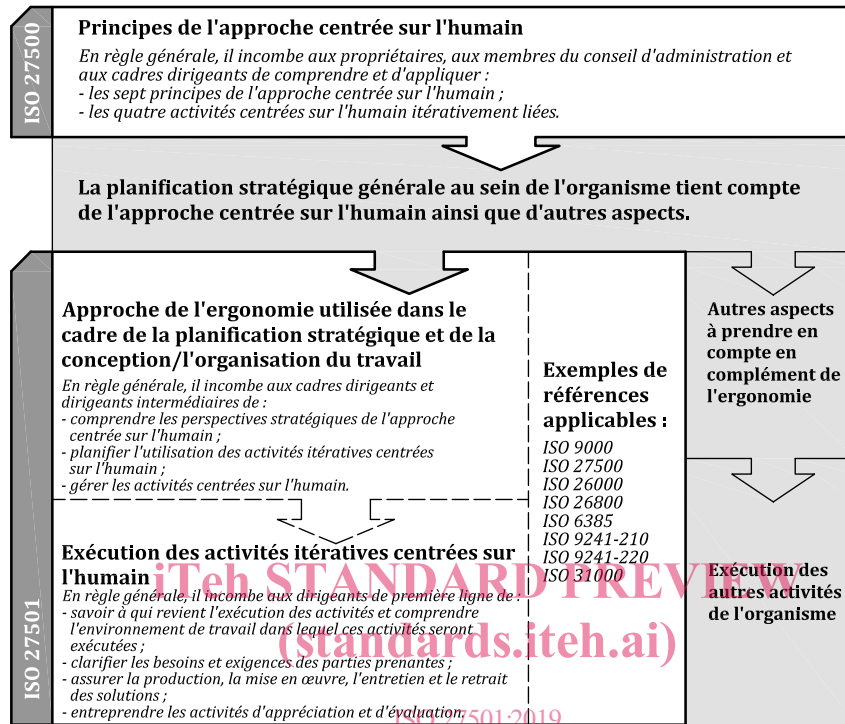 ISO 27500
Principes de l'approche centrée sur l'humain
En règle générale, il incombe aux propriétaires, aux membres du conseil d'administration et
aux cadres dirigeants de comprendre et d'appliquer :
- les sept principes de l'approche centrée sur l'humain ;
- les quatre activités centrées sur l'humain itérativement liées.
La planification stratégique générale au sein de l'organisme tient compte
de l'approche centrée sur l'humain ainsi que d'autres aspects.
ISO 27501
Approche de l'ergonomie utilisée dans le
cadre de la planification stratégique et de la
conception/l'organisation du travail
En règle générale, il incombe aux cadres dirigeants et
dirigeants intermédiaires de :
- comprendre les perspectives stratégiques de l'approche
centrée sur l'humain ;
- planifier l'utilisation des activités itératives centrées
sur l'humain ;
- gérer les activités centrées sur l'humain.
Exécution des activités itératives centrées sur
l'humain
En règle générale, il incombe aux dirigeants de première ligne de :
- savoir à qui revient l'exécution des activités et comprendre
l'environnement de travail dans lequel ces activités seront
exécutées ;
- clarifier les besoins et exigences des parties prenantes ;
- assurer la production, la mise en œuvre, l'entretien et le retrait
des solutions ;
- entreprendre les activités d'appréciation et d'évaluation.
Exemples de
références
applicables :
ISO 9000
ISO 27500
ISO 26000
ISO 26800
ISO 6385
ISO 9241-210
ISO 9241-220
ISO 31000
Autres aspects
à prendre en
compte en
complément de
l'ergonomie
Exécution des
autres activités
de l'organisme
iTeh STANDARD PREVIEW
(standards.iteh.ai)
ISO 27501:2019